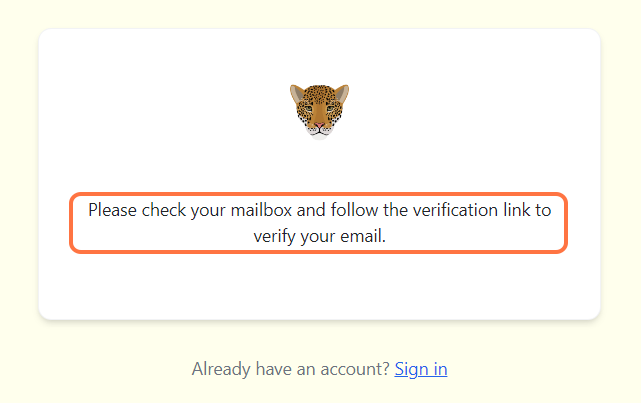 Please check your mailbox and follow the verification link to
verify your email.
Already have an account? Sign in